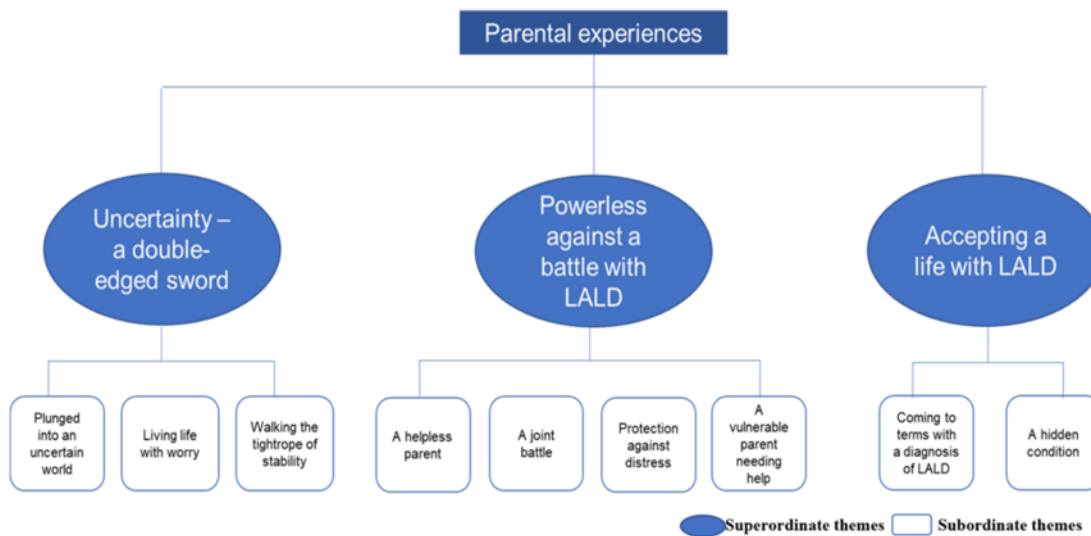 Parental experiences
Uncertainty –
a double-
edged sword
Powerless
against a
battle with
LALD
Accepting a
life with LALD
Plunged
into an
uncertain
world
Living life
with worry
Walking the
tightrope of
stability
A helpless
parent
A joint
battle
Protection
against
distress
A
vulnerable
parent
needing
help
Coming to
terms with
a diagnosis
of LALD
A hidden
condition
Superordinate themes
Subordinate themes